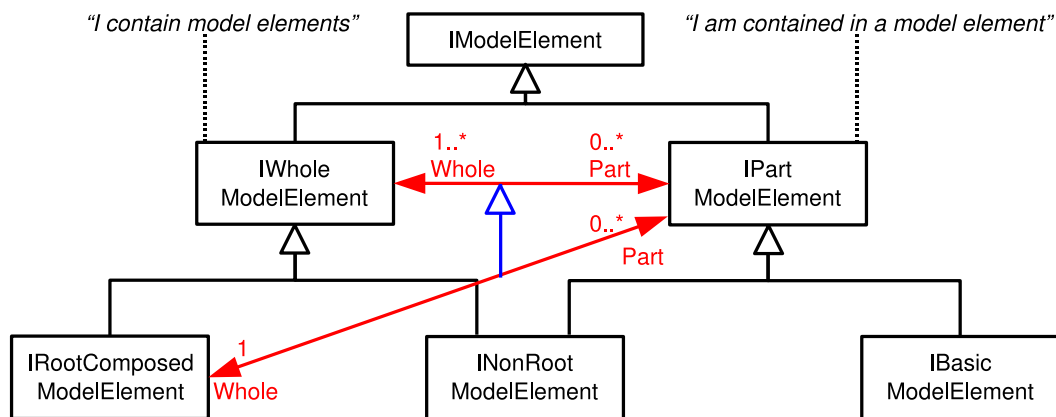 “I contain model elements”
“I am contained in a model element”
IModelElement
1..*
Whole
0..*
Part
IWhole
ModelElement
IPart
ModelElement
0..*
Part
1
Whole
IRootComposed
ModelElement
INonRoot
ModelElement
IBasic
ModelElement